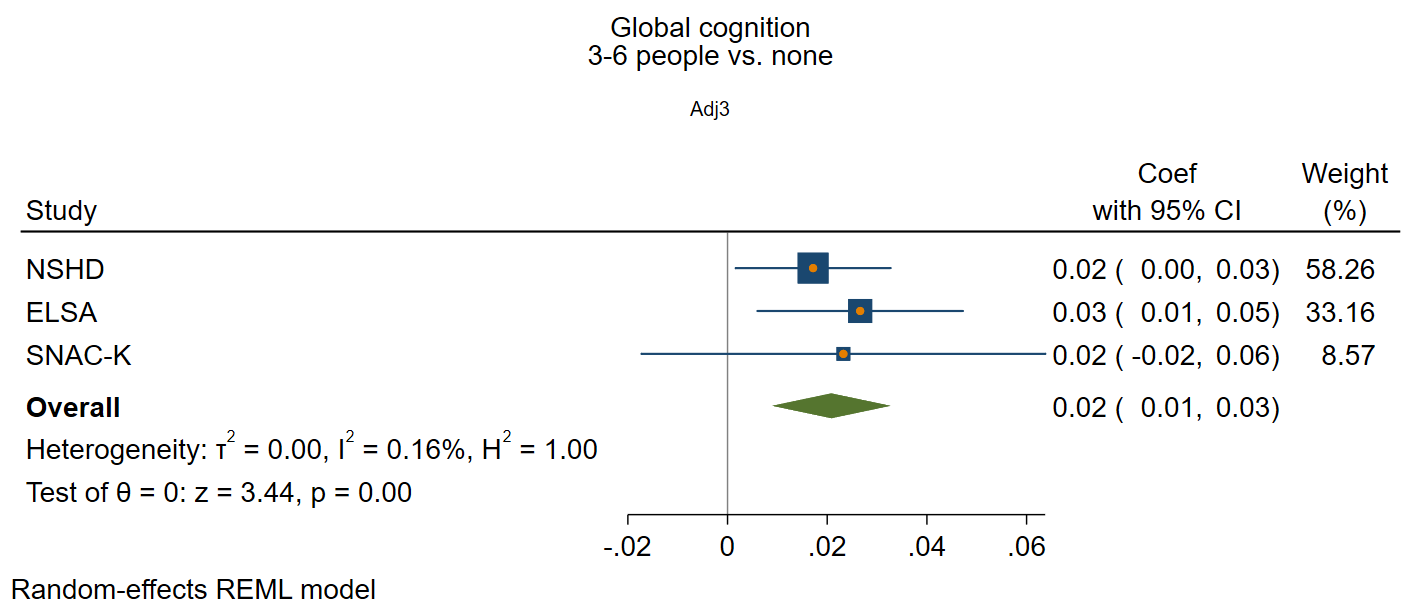 Global cognition
3-6 people vs. none
Adj3
Coef Weight
Study with 95% CI (%)
NSHD 0.02 ( 0.00, 0.03) 58.26
ELSA 0.03 ( 0.01, 0.05) 33.16
SNAC-K 0.02 ( -0.02, 0.06) 8.57
Overall 0.02 ( 0.01, 0.03)
Heterogeneity: τ² = 0.00, I² = 0.16%, H² = 1.00
Test of θ = 0: z = 3.44, p = 0.00
-.02 0 .02 .04 .06
Random-effects REML model